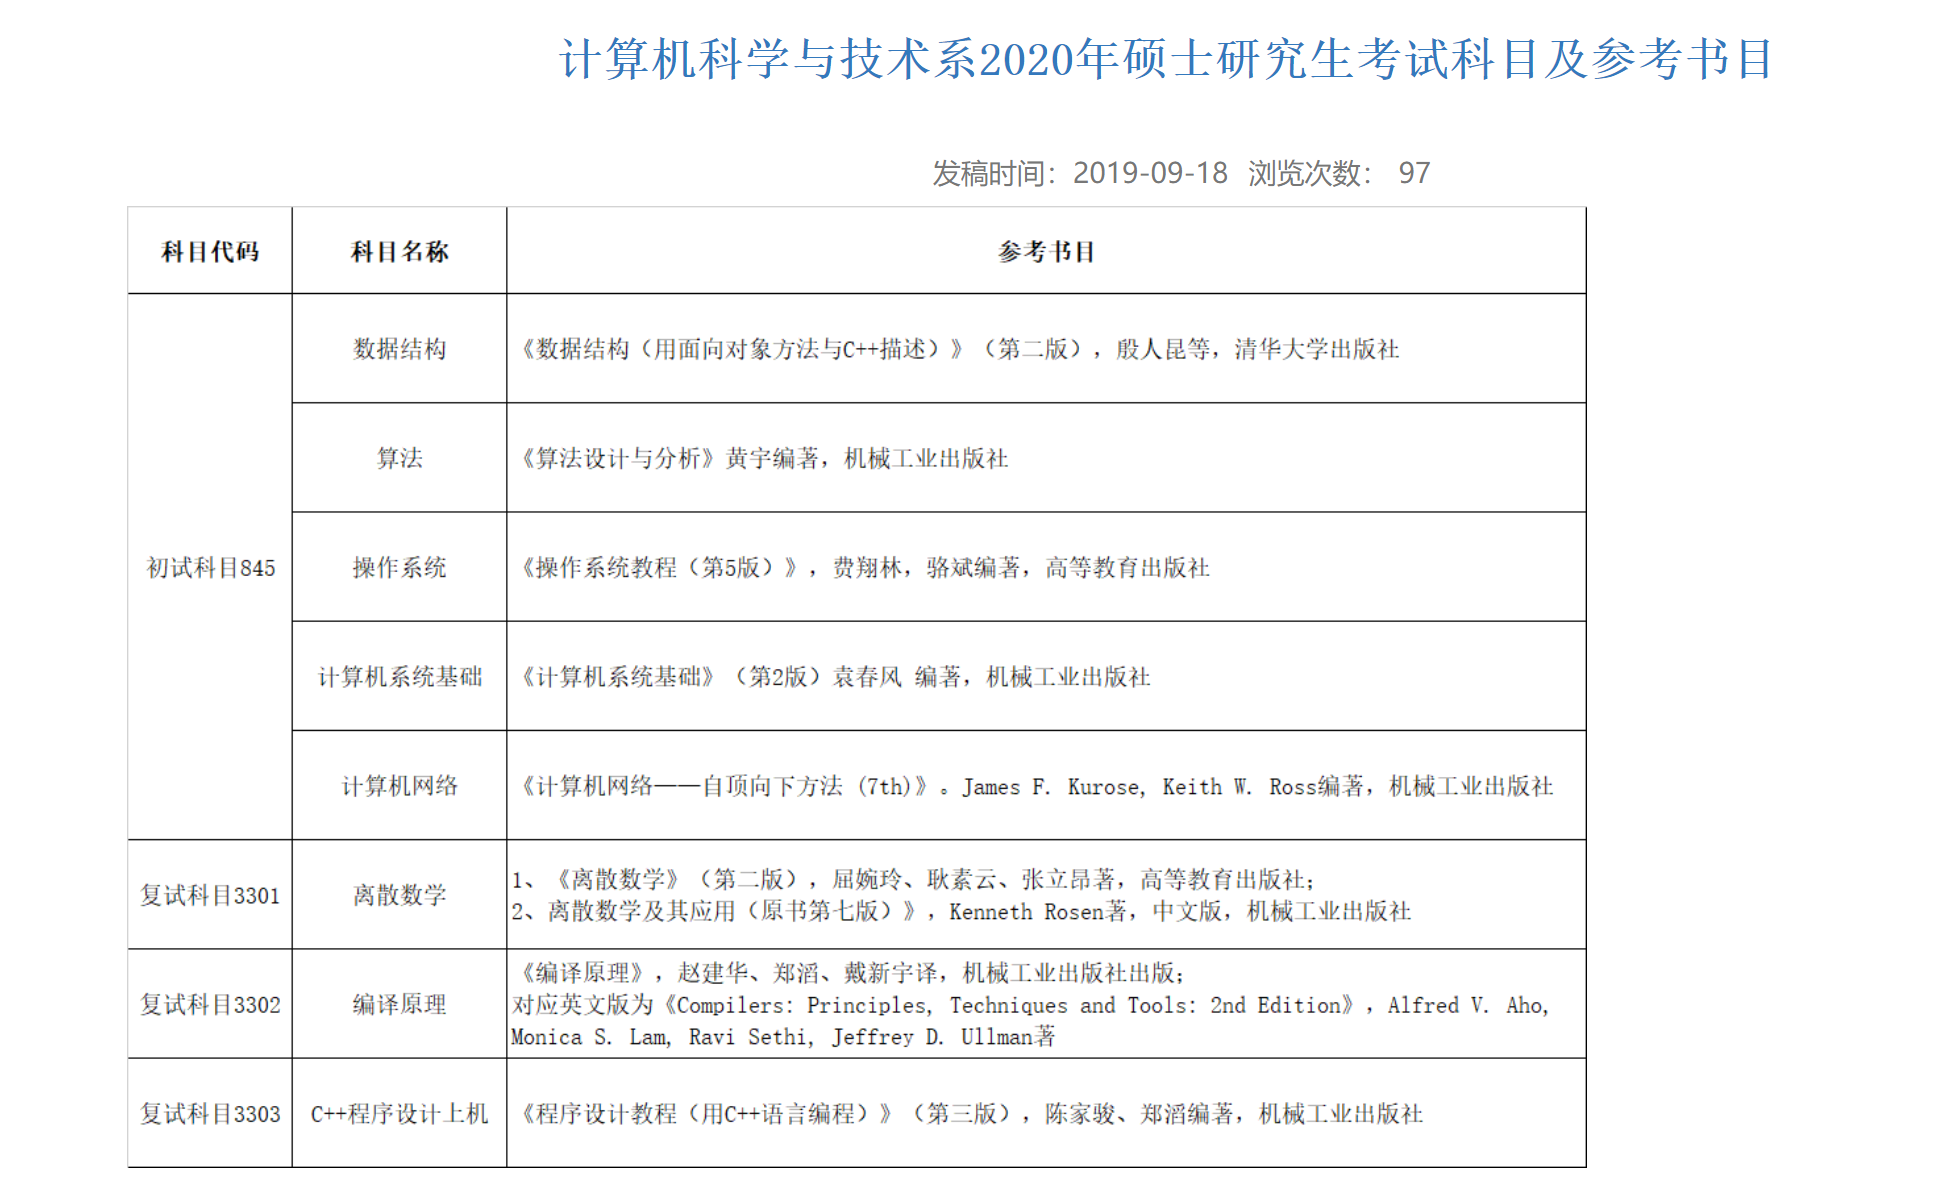 计算机科学与技术系2020年硕士研究生考试科目及参考书目
发稿时间：2019-09-18 浏览次数： 97
科目代码 科目名称 参考书目
数据结构 《数据结构（用面向对象方法与C++描述）》（第二版），殷人昆等，清华大学出版社
算法 《算法设计与分析》黄宇编著，机械工业出版社
初试科目845 操作系统 《操作系统教程（第5版）》，费翔林，骆斌编著，高等教育出版社
计算机系统基础 《计算机系统基础》（第2版）袁春风 编著，机械工业出版社
计算机网络 《计算机网络——自顶向下方法 (7th)》。James F. Kurose, Keith W. Ross编著，机械工业出版社
复试科目3301 离散数学 1、《离散数学》（第二版），屈婉玲、耿素云、张立昂著，高等教育出版社；
2、离散数学及其应用（原书第七版）》，Kenneth Rosen著，中文版，机械工业出版社
《编译原理》，赵建华、郑滔、戴新宇译，机械工业出版社出版；
复试科目3302 编译原理 对应英文版为《Compilers: Principles, Techniques and Tools: 2nd Edition》，Alfred V. Aho,
Monica S. Lam, Ravi Sethi, Jeffrey D. Ullman著
复试科目3303 C++程序设计上机 《程序设计教程（用C++语言编程）》（第三版），陈家骏、郑滔编著，机械工业出版社